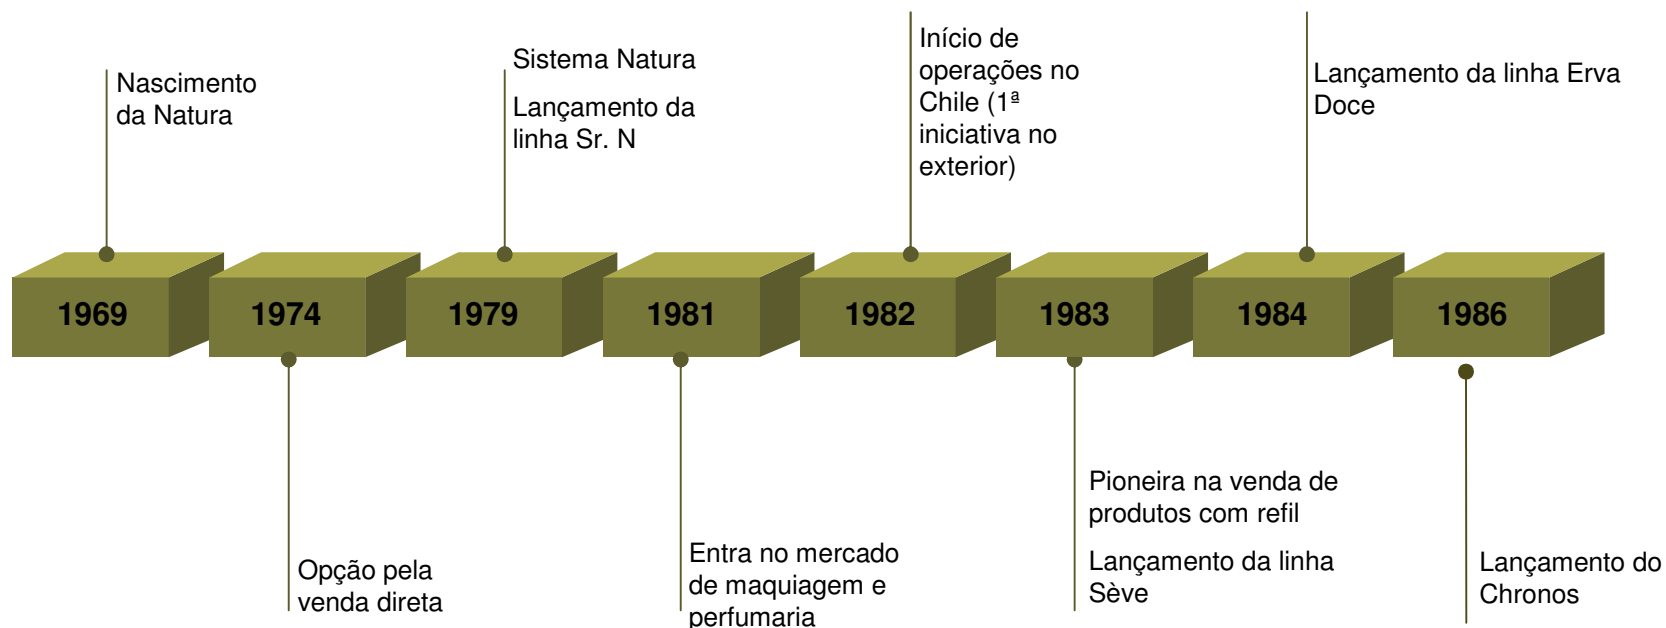 Nascimento
da Natura
Sistema Natura
Lançamento da
linha Sr. N
Início de
operações no
Chile (1ª
iniciativa no
exterior)
Lançamento da linha Erva
Doce
1969
1974
1979
1981
1982
1983
1984
1986
Opção pela
venda direta
Entra no mercado
de maquiagem e
perfumaria
Pioneira na venda de
produtos com refil
Lançamento da linha
Sève
Lançamento do
Chronos